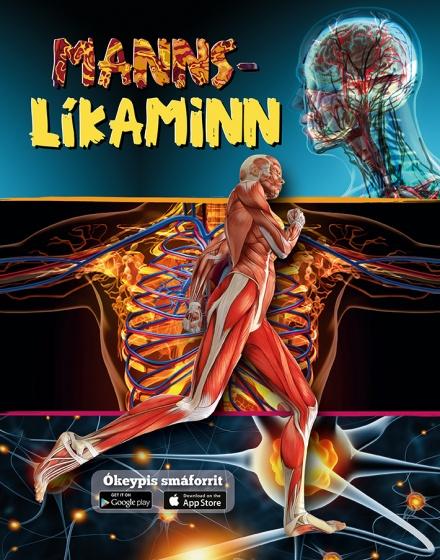 MANNS-
LÍKAMINN
Ókeypis smáforrit
GET IT ON
Google play
Download on the
App Store